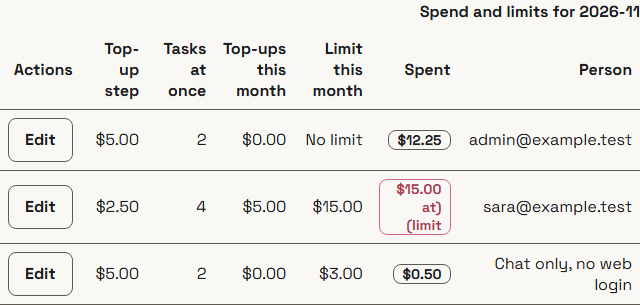 Spend and limits for 2026-11
Person
Spent
Limit
this
month
Top-ups
this
month
Tasks
at
once
Top-
up
step
Actions
admin@example.test
$12.25
No limit
$0.00
2
$5.00
Edit
sara@example.test
$15.00
at)
(limit
$15.00
$5.00
4
$2.50
Edit
Chat only, no web
login
$0.50
$3.00
$0.00
2
$5.00
Edit